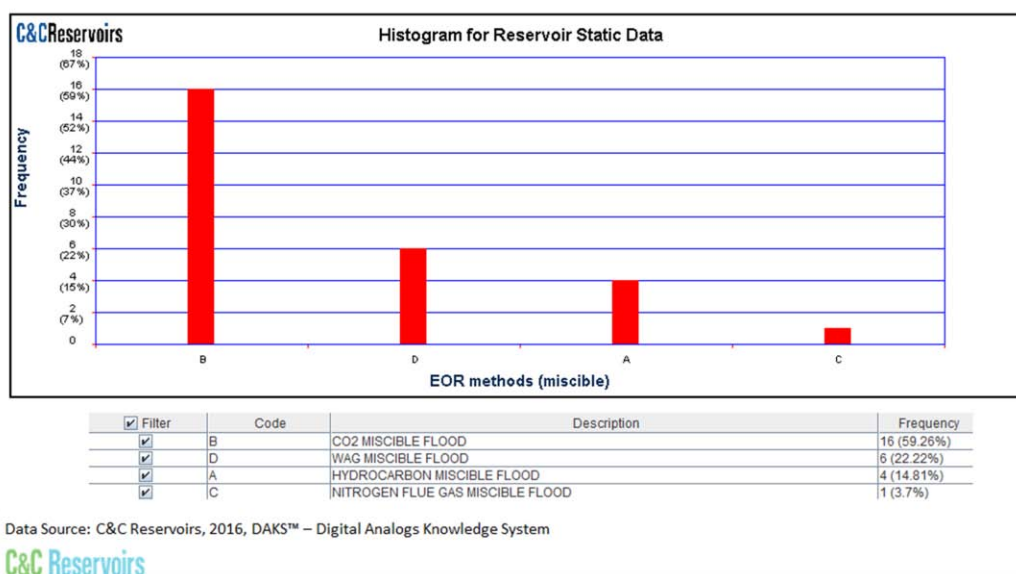 C&CReservoirs
Histogram for Reservoir Static Data
Frequency
18
(67%)
16
(59%)
14
(52%)
12
(44%)
10
(37%)
8
(30%)
6
(22%)
4
(15%)
2
(7%)
0
B D A C
EOR methods (miscible)
Filter Code Description Frequency
B CO2 MISCIBLE FLOOD 16 (59.26%)
D WAG MISCIBLE FLOOD 6 (22.22%)
A HYDROCARBON MISCIBLE FLOOD 4 (14.81%)
C NITROGEN FLUE GAS MISCIBLE FLOOD 1 (3.7%)
Data Source: C&C Reservoirs, 2016, DAKS™ – Digital Analogs Knowledge System
C&C Reservoirs